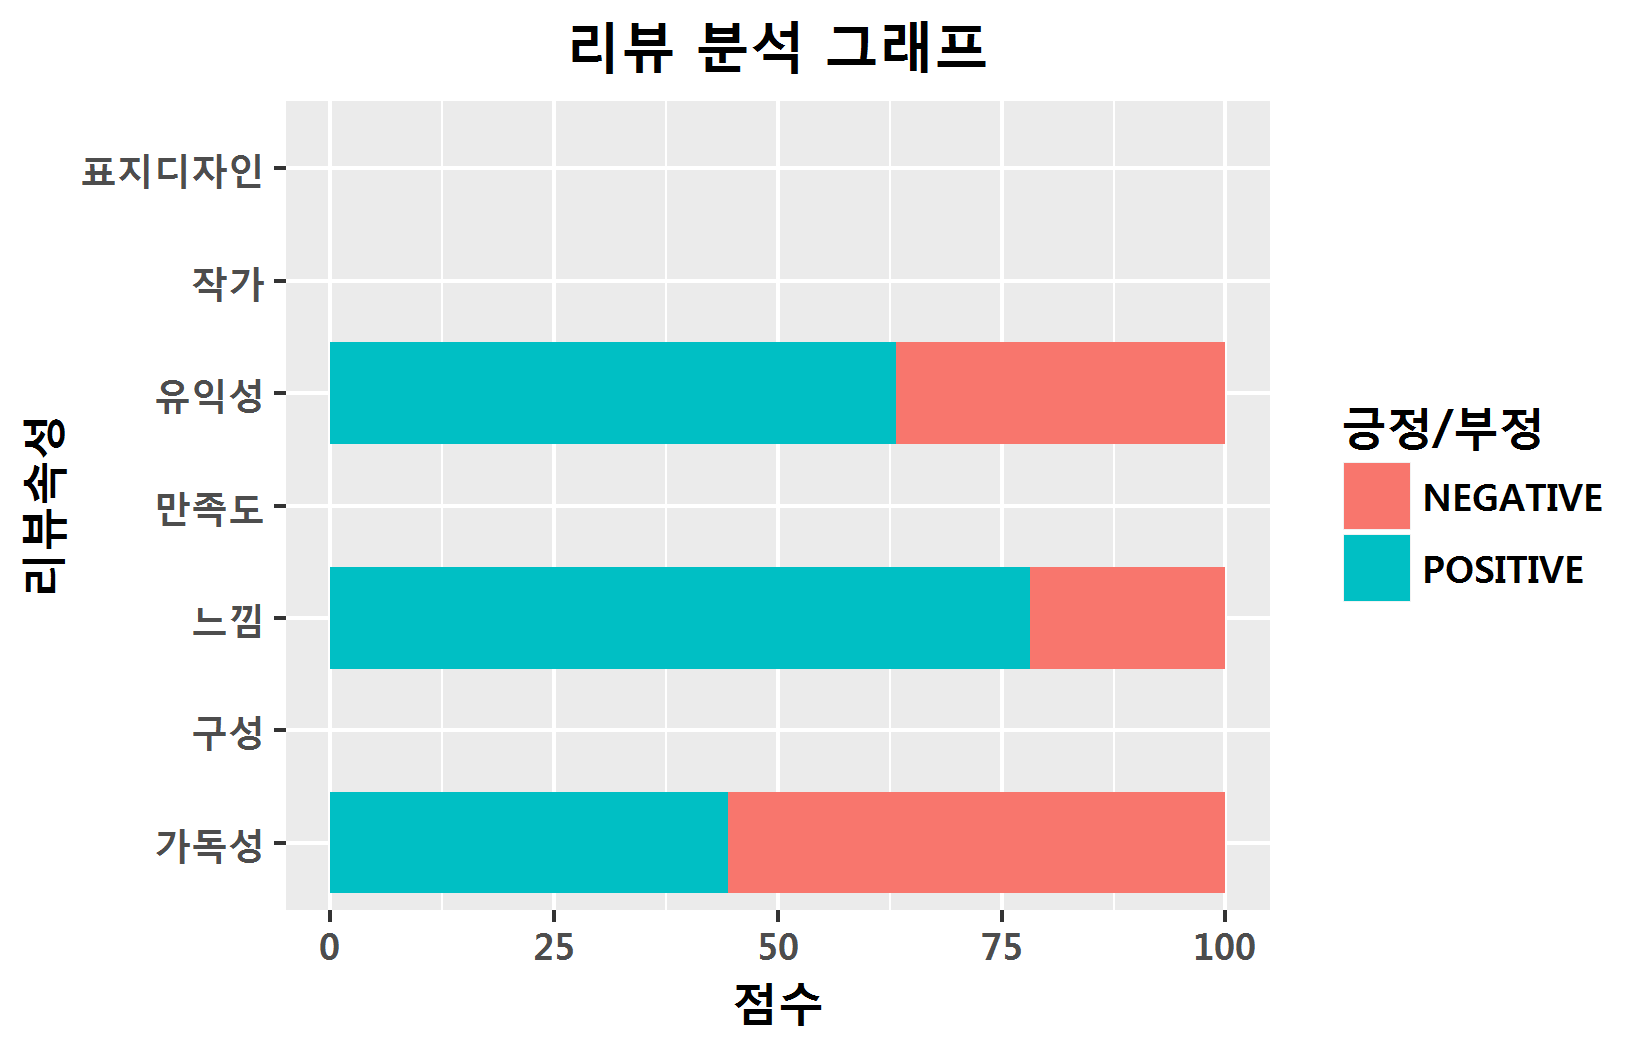 리뷰 분석 그래프
표지디자인
작가
유익성
만족도
느낌
구성
가독성
리뷰속성
0 25 50 75 100
점수
긍정/부정
NEGATIVE
POSITIVE